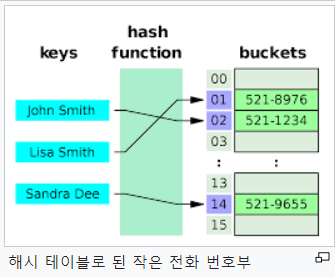 keys
hash function
buckets
John Smith
Lisa Smith
Sandra Dee
00
01 521-8976
02 521-1234
03
: :
13
14 521-9655
15
해시 테이블로 된 작은 전화 번호부